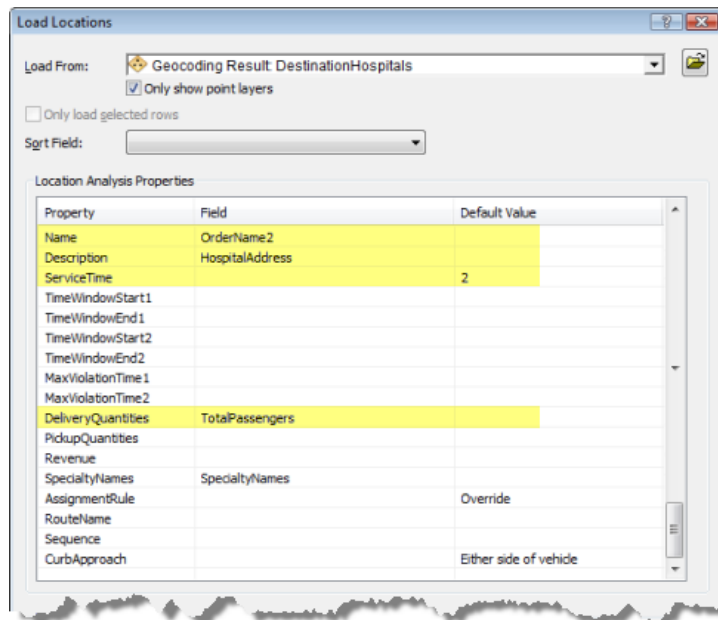 Load Locations
Load From: Geocoding Result: DestinationHospitals
Only show point layers
Only load selected rows
Sort Field:
Location Analysis Properties
Property Field Default Value
Name OrderName2
Description HospitalAddress
ServiceTime 2
TimeWindowStart1
TimeWindowEnd1
TimeWindowStart2
TimeWindowEnd2
MaxViolationTime1
MaxViolationTime2
DeliveryQuantities TotalPassengers
PickupQuantities
Revenue
SpecialtyNames SpecialtyNames
AssignmentRule Override
RouteName
Sequence
CurbApproach Either side of vehicle